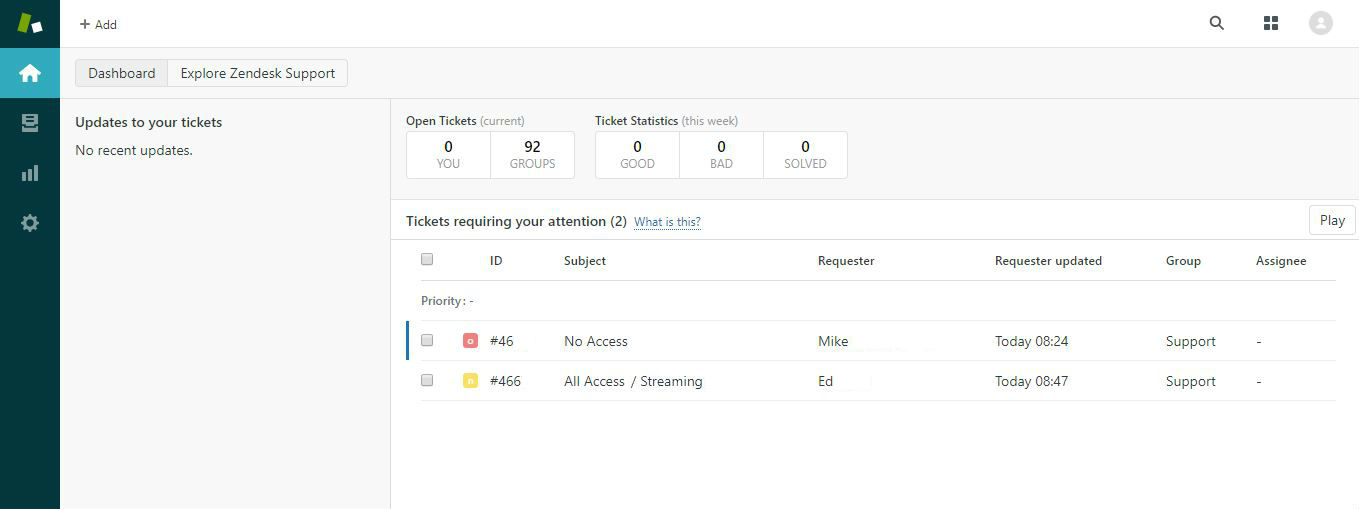 + Add
Dashboard Explore Zendesk Support
Updates to your tickets
No recent updates.
Open Tickets (current)
0 92
YOU GROUPS
Ticket Statistics (this week)
0 0 0
GOOD BAD SOLVED
Tickets requiring your attention (2) What is this? Play
ID Subject Requester Requester updated Group Assignee
Priority: -
o #46 No Access Mike Today 08:24 Support -
n #466 All Access / Streaming Ed Today 08:47 Support -